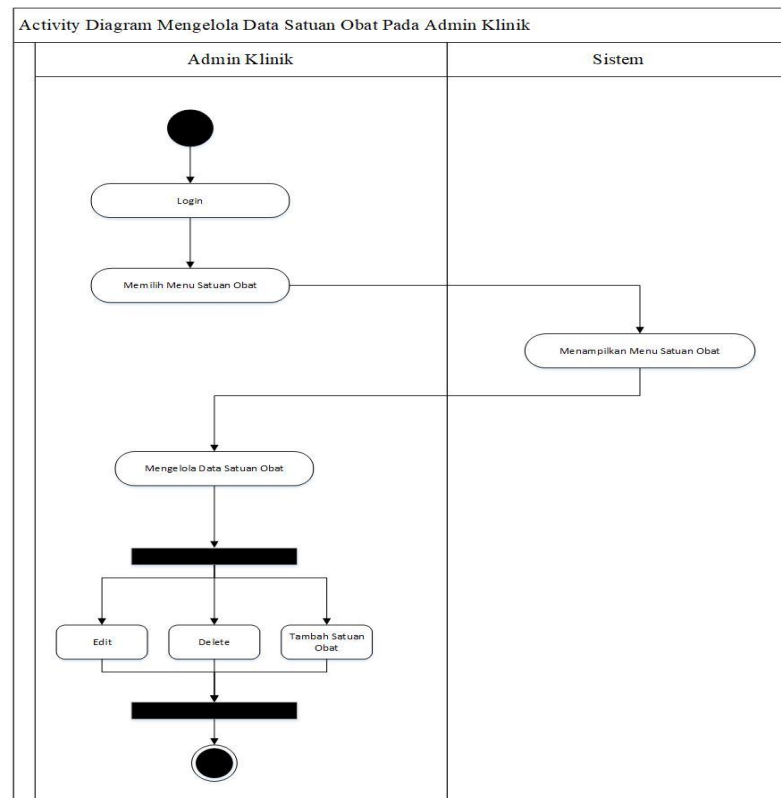 Activity Diagram Mengelola Data Satuan Obat Pada Admin Klinik
Admin Klinik
Sistem
Login
Memilih Menu Satuan Obat
Menampilkan Menu Satuan Obat
Mengelola Data Satuan Obat
Edit
Delete
Tambah Satuan
Obat